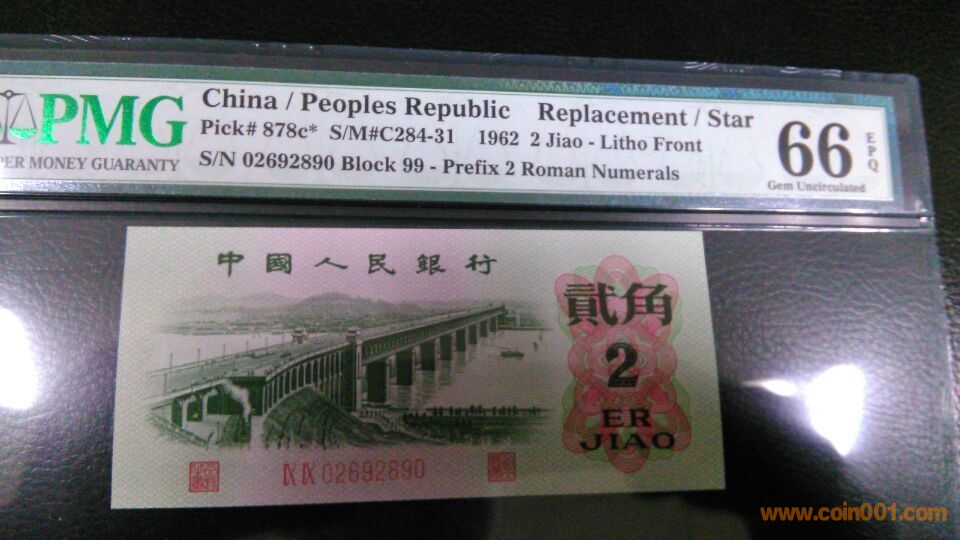 PMG
PER MONEY GUARANTY
China / Peoples Republic Replacement / Star
Pick# 878c* S/M#C284-31 1962 2 Jiao - Litho Front
S/N 02692890 Block 99 - Prefix 2 Roman Numerals
66
EPQ
Gem Uncirculated
中國人民銀行
貳角
2
ER
JIAO
ⅨⅨ 02692890
www.coin001.com